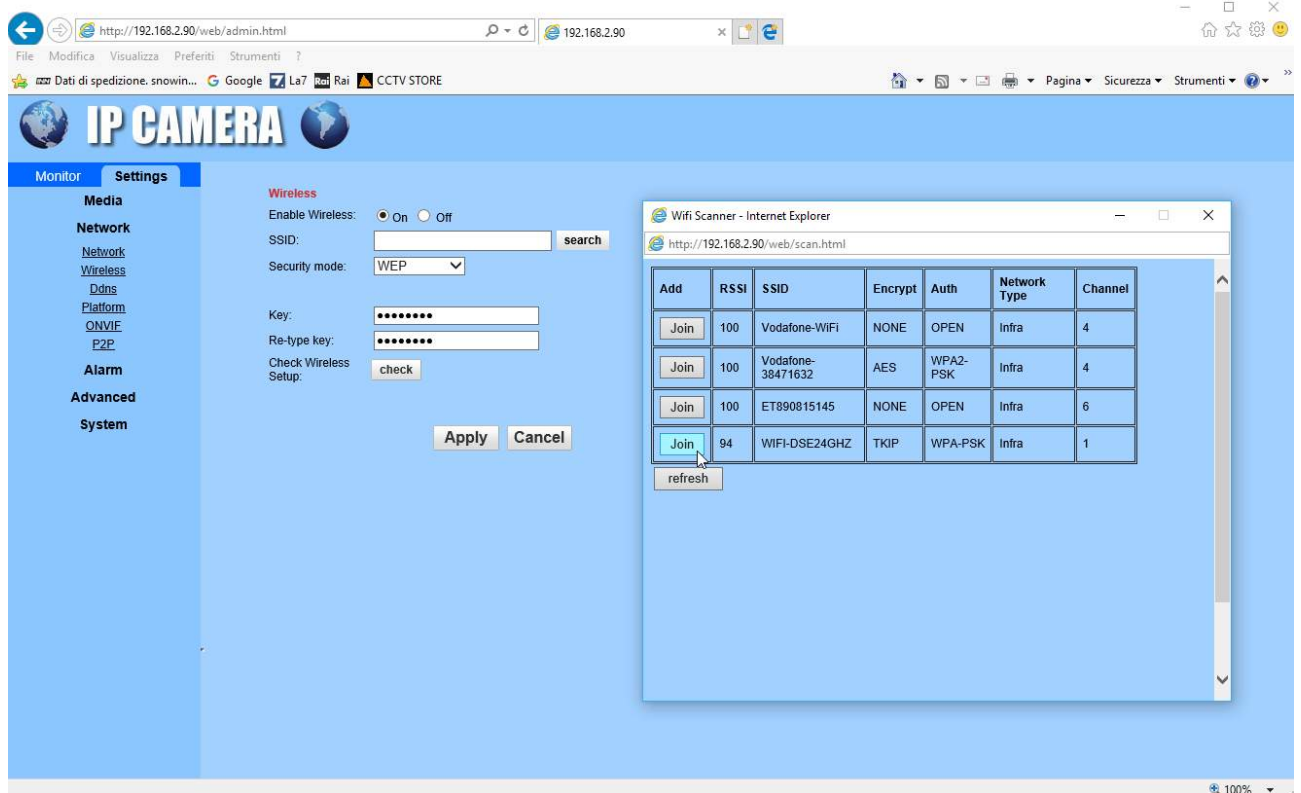 http://192.168.2.90/web/admin.html 192.168.2.90
File Modifica Visualizza Preferiti Strumenti ?
Dati di spedizione. snowin... Google La7 Rai Rai CCTV STORE Pagina Sicurezza Strumenti
IP CAMERA
Monitor Settings
Media
Network
Network
Wireless
Ddns
Platform
ONVIF
P2P
Alarm
Advanced
System
Wireless
Enable Wireless: On Off
SSID: search
Security mode: WEP
Key: ••••••••
Re-type key: ••••••••
Check Wireless
Setup: check
Apply Cancel
Wifi Scanner - Internet Explorer
http://192.168.2.90/web/scan.html
Add RSSI SSID Encrypt Auth Network Type Channel
Join 100 Vodafone-WiFi NONE OPEN Infra 4
Join 100 Vodafone-38471632 AES WPA2-PSK Infra 4
Join 100 ET890815145 NONE OPEN Infra 6
Join 94 WIFI-DSE24GHZ TKIP WPA-PSK Infra 1
refresh
100%